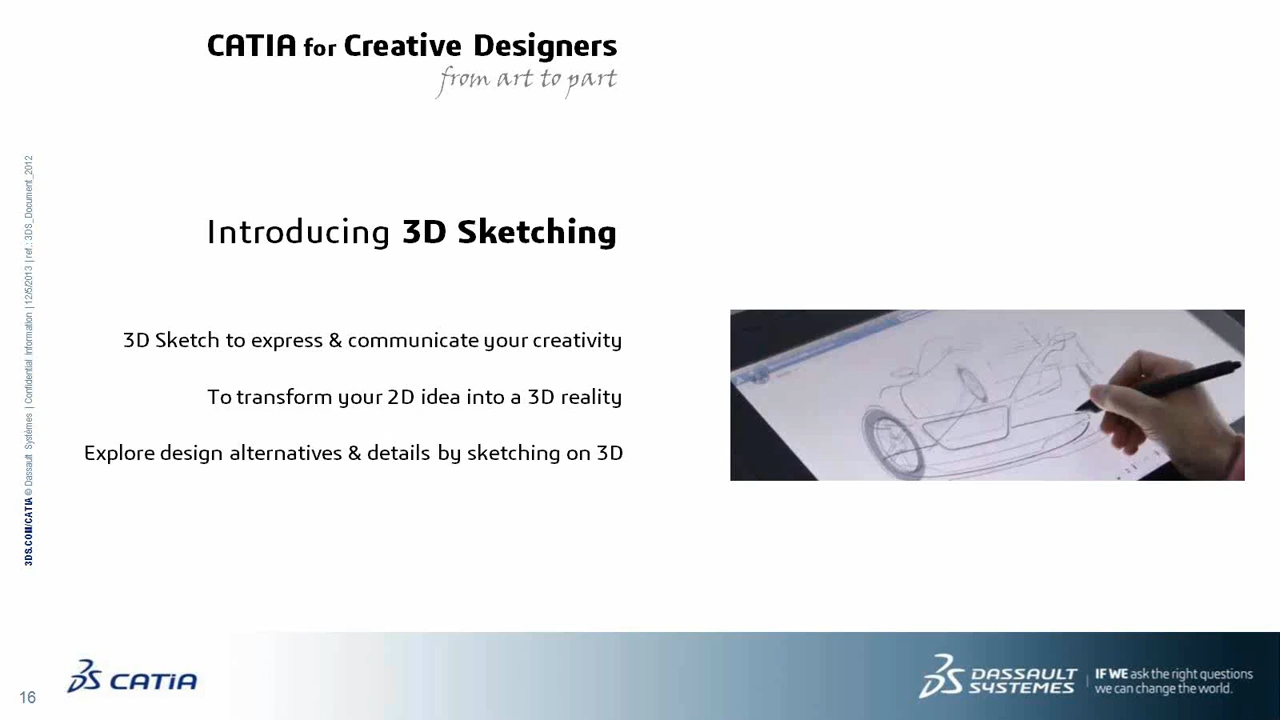 CATIA for Creative Designers
from art to part
3DS.COM/CATIA © Dassault Systèmes | Confidential Information | 12/5/2013 | ref.: 3DS_Document_2012
Introducing 3D Sketching
3D Sketch to express & communicate your creativity
To transform your 2D idea into a 3D reality
Explore design alternatives & details by sketching on 3D
16
CATIA
DASSAULT
SYSTEMES
IF WE ask the right questions
we can change the world.